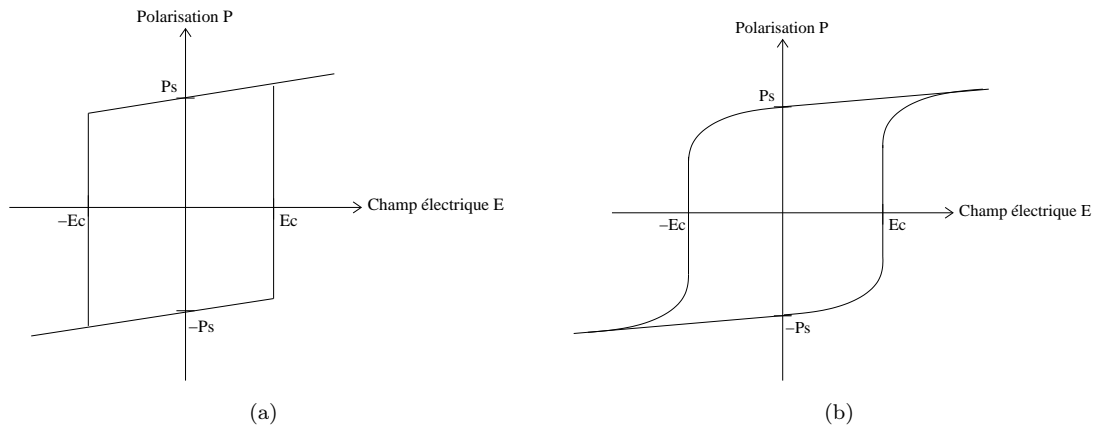 Polarisation P
Ps
Champ électrique E
–Ec
Ec
–Ps
(a)
Polarisation P
Ps
Champ électrique E
–Ec
Ec
–Ps
(b)